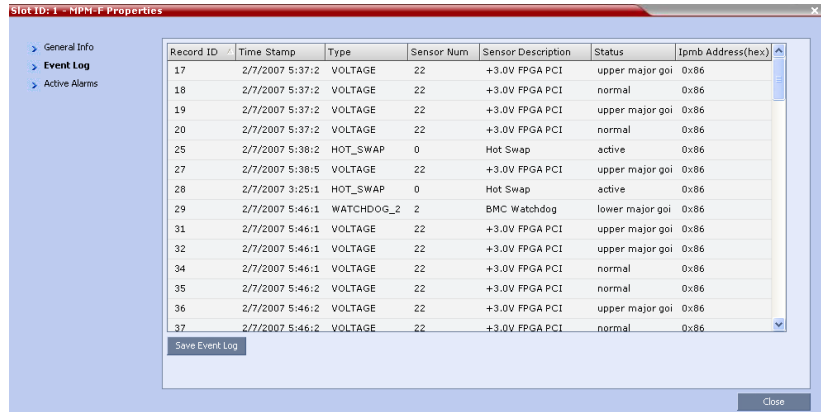 Slot ID: 1 - MPM-F Properties
General Info
Event Log
Active Alarms
Record ID Time Stamp Type Sensor Num Sensor Description Status Ipmb Address(hex)
17 2/7/2007 5:37:2 VOLTAGE 22 +3.0V FPGA PCI upper major goi 0x86
18 2/7/2007 5:37:2 VOLTAGE 22 +3.0V FPGA PCI normal 0x86
19 2/7/2007 5:37:2 VOLTAGE 22 +3.0V FPGA PCI upper major goi 0x86
20 2/7/2007 5:37:2 VOLTAGE 22 +3.0V FPGA PCI normal 0x86
25 2/7/2007 5:38:2 HOT_SWAP 0 Hot Swap active 0x86
27 2/7/2007 5:38:5 VOLTAGE 22 +3.0V FPGA PCI upper major goi 0x86
28 2/7/2007 3:25:1 HOT_SWAP 0 Hot Swap active 0x86
29 2/7/2007 5:46:1 WATCHDOG_2 2 BMC Watchdog lower major goi 0x86
31 2/7/2007 5:46:1 VOLTAGE 22 +3.0V FPGA PCI upper major goi 0x86
32 2/7/2007 5:46:1 VOLTAGE 22 +3.0V FPGA PCI upper major goi 0x86
34 2/7/2007 5:46:1 VOLTAGE 22 +3.0V FPGA PCI normal 0x86
35 2/7/2007 5:46:2 VOLTAGE 22 +3.0V FPGA PCI normal 0x86
36 2/7/2007 5:46:2 VOLTAGE 22 +3.0V FPGA PCI upper major goi 0x86
37 2/7/2007 5:46:2 VOLTAGE 22 +3.0V FPGA PCI normal 0x86
Save Event Log
Close